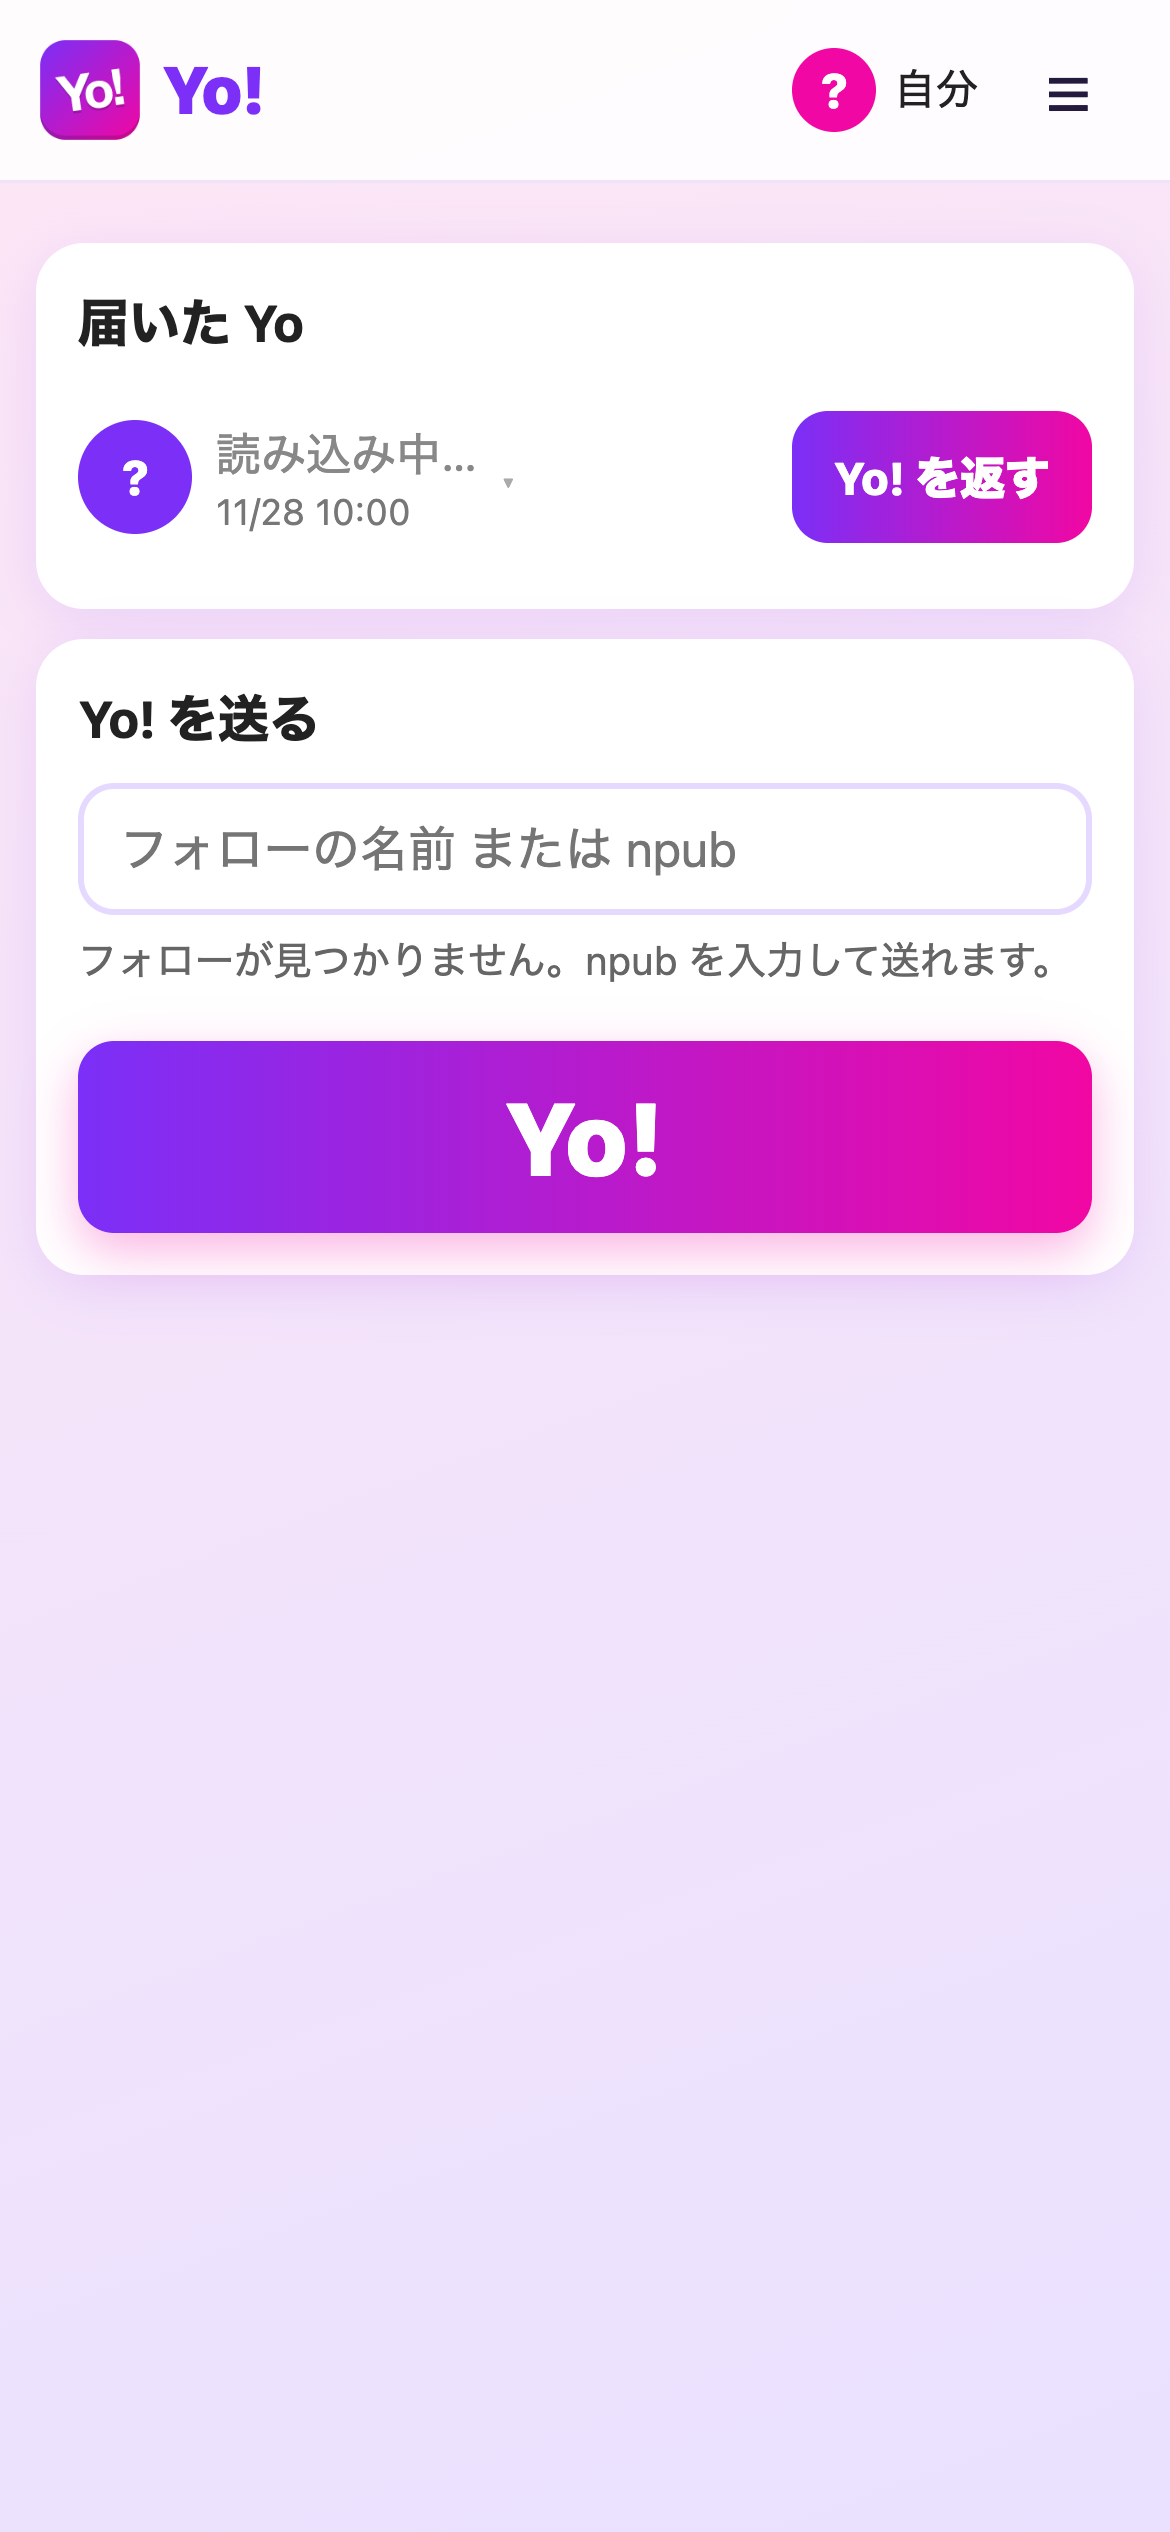 Yo! Yo! ? 自分
届いた Yo
? 読み込み中...
11/28 10:00
Yo! を返す
Yo! を送る
フォローの名前 または npub
フォローが見つかりません。npub を入力して送れます。
Yo!